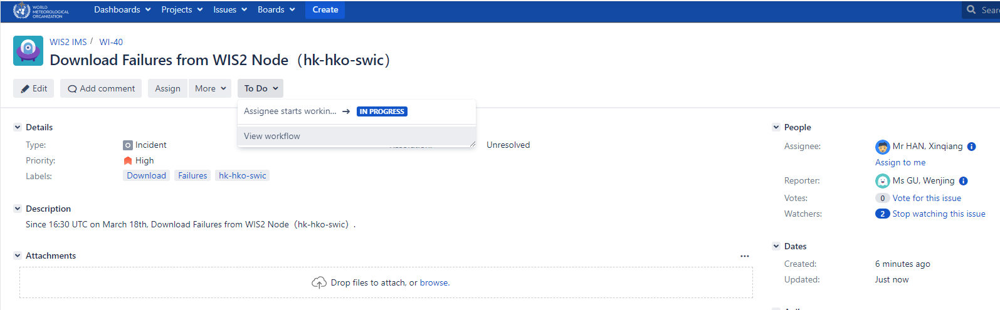 WORLD
METEOROLOGICAL
ORGANIZATION
Dashboards Projects Issues Boards Create
WIS2 IMS / WI-40
Download Failures from WIS2 Node（hk-hko-swic）
Edit Add comment Assign More To Do
Assignee starts workin... → IN PROGRESS
View workflow
Details
Type: Incident
Unresolved
Priority: High
Labels: Download Failures hk-hko-swic
Description
Since 16:30 UTC on March 18th, Download Failures from WIS2 Node（hk-hko-swic）.
Attachments
Drop files to attach, or browse.
People
Assignee: Mr HAN, Xinqiang
Assign to me
Reporter: Ms GU, Wenjing
Votes: 0 Vote for this issue
Watchers: 2 Stop watching this issue
Dates
Created: 6 minutes ago
Updated: Just now